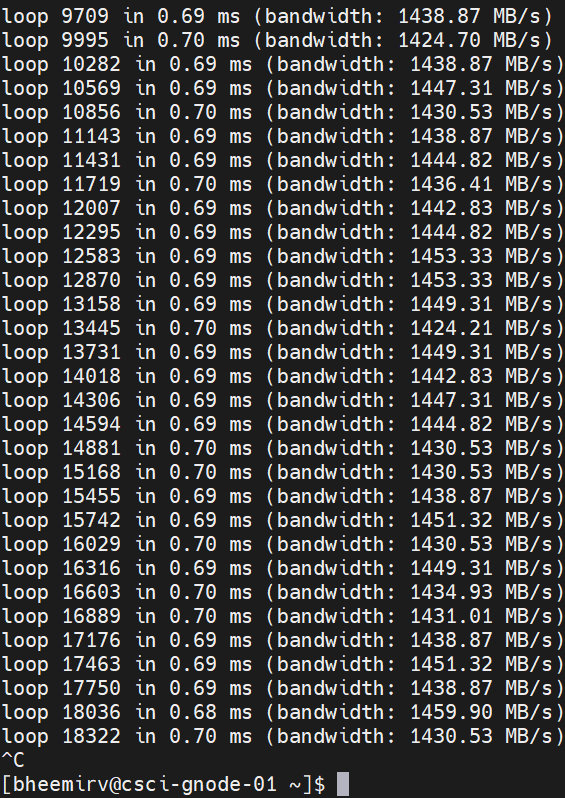 loop 9709 in 0.69 ms (bandwidth: 1438.87 MB/s)
loop 9995 in 0.70 ms (bandwidth: 1424.70 MB/s)
loop 10282 in 0.69 ms (bandwidth: 1438.87 MB/s)
loop 10569 in 0.69 ms (bandwidth: 1447.31 MB/s)
loop 10856 in 0.70 ms (bandwidth: 1430.53 MB/s)
loop 11143 in 0.69 ms (bandwidth: 1438.87 MB/s)
loop 11431 in 0.69 ms (bandwidth: 1444.82 MB/s)
loop 11719 in 0.70 ms (bandwidth: 1436.41 MB/s)
loop 12007 in 0.69 ms (bandwidth: 1442.83 MB/s)
loop 12295 in 0.69 ms (bandwidth: 1444.82 MB/s)
loop 12583 in 0.69 ms (bandwidth: 1453.33 MB/s)
loop 12870 in 0.69 ms (bandwidth: 1453.33 MB/s)
loop 13158 in 0.69 ms (bandwidth: 1449.31 MB/s)
loop 13445 in 0.70 ms (bandwidth: 1424.21 MB/s)
loop 13731 in 0.69 ms (bandwidth: 1449.31 MB/s)
loop 14018 in 0.69 ms (bandwidth: 1442.83 MB/s)
loop 14306 in 0.69 ms (bandwidth: 1447.31 MB/s)
loop 14594 in 0.69 ms (bandwidth: 1444.82 MB/s)
loop 14881 in 0.70 ms (bandwidth: 1430.53 MB/s)
loop 15168 in 0.70 ms (bandwidth: 1430.53 MB/s)
loop 15455 in 0.69 ms (bandwidth: 1438.87 MB/s)
loop 15742 in 0.69 ms (bandwidth: 1451.32 MB/s)
loop 16029 in 0.70 ms (bandwidth: 1430.53 MB/s)
loop 16316 in 0.69 ms (bandwidth: 1449.31 MB/s)
loop 16603 in 0.70 ms (bandwidth: 1434.93 MB/s)
loop 16889 in 0.70 ms (bandwidth: 1431.01 MB/s)
loop 17176 in 0.69 ms (bandwidth: 1438.87 MB/s)
loop 17463 in 0.69 ms (bandwidth: 1451.32 MB/s)
loop 17750 in 0.69 ms (bandwidth: 1438.87 MB/s)
loop 18036 in 0.68 ms (bandwidth: 1459.90 MB/s)
loop 18322 in 0.70 ms (bandwidth: 1430.53 MB/s)
^C
[bheemirv@csci-gnode-01 ~]$